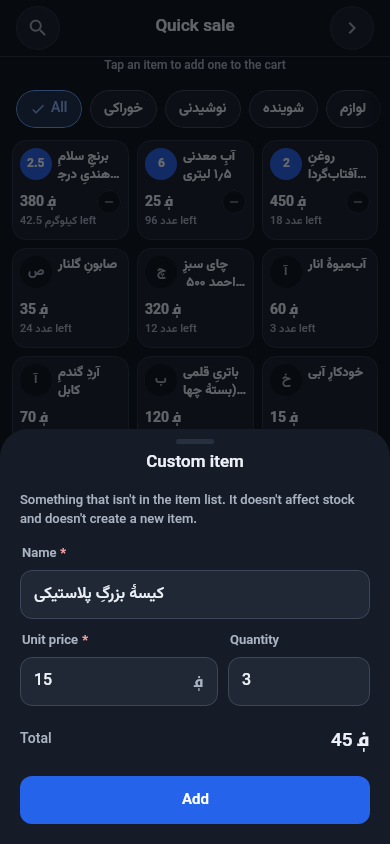 Quick sale
Tap an item to add one to the cart
All
خوراکی
نوشیدنی
شوینده
لوازم
2.5
برنجِ سلامِ
هندیِ درجـ...
380 ؋
42.5 کیلوگرم left
6
آبِ معدنی
۱٫۵ لیتری
25 ؋
96 عدد left
2
روغنِ
آفتاب‌گردا...
450 ؋
18 عدد left
ص
صابونِ گلنار
35 ؋
24 عدد left
چ
چای سبزِ
احمد ۵۰۰...
320 ؋
12 عدد left
آ
آب‌میوهٔ انار
60 ؋
3 عدد left
آ
آردِ گندمِ
کابل
70 ؋
ب
باتریِ قلمی
(بستهٔ چها...
120 ؋
خ
خودکارِ آبی
15 ؋
Custom item
Something that isn't in the item list. It doesn't affect stock
and doesn't create a new item.
Name *
کیسهٔ بزرگِ پلاستیکی
Unit price *
Quantity
15 ؋
3
Total
45 ؋
Add